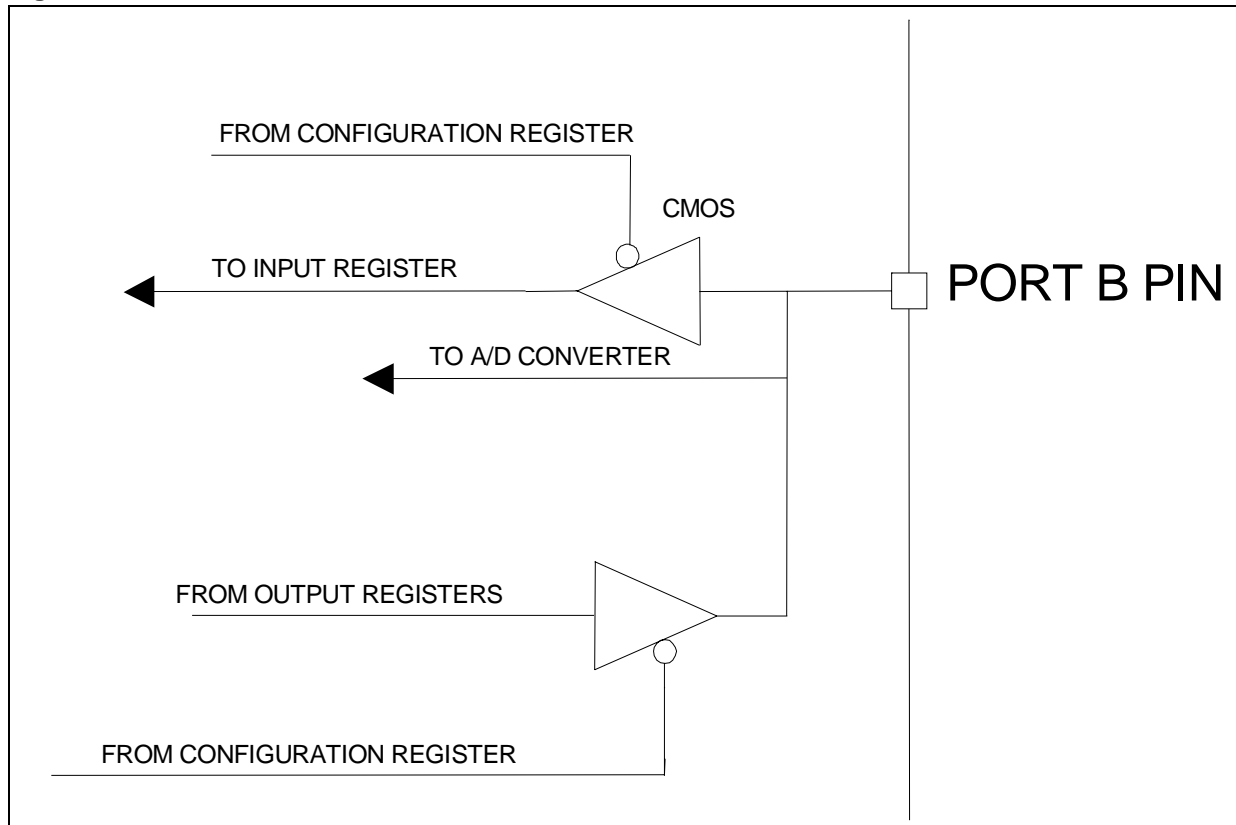 FROM CONFIGURATION REGISTER
CMOS
TO INPUT REGISTER
PORT B PIN
TO A/D CONVERTER
FROM OUTPUT REGISTERS
FROM CONFIGURATION REGISTER